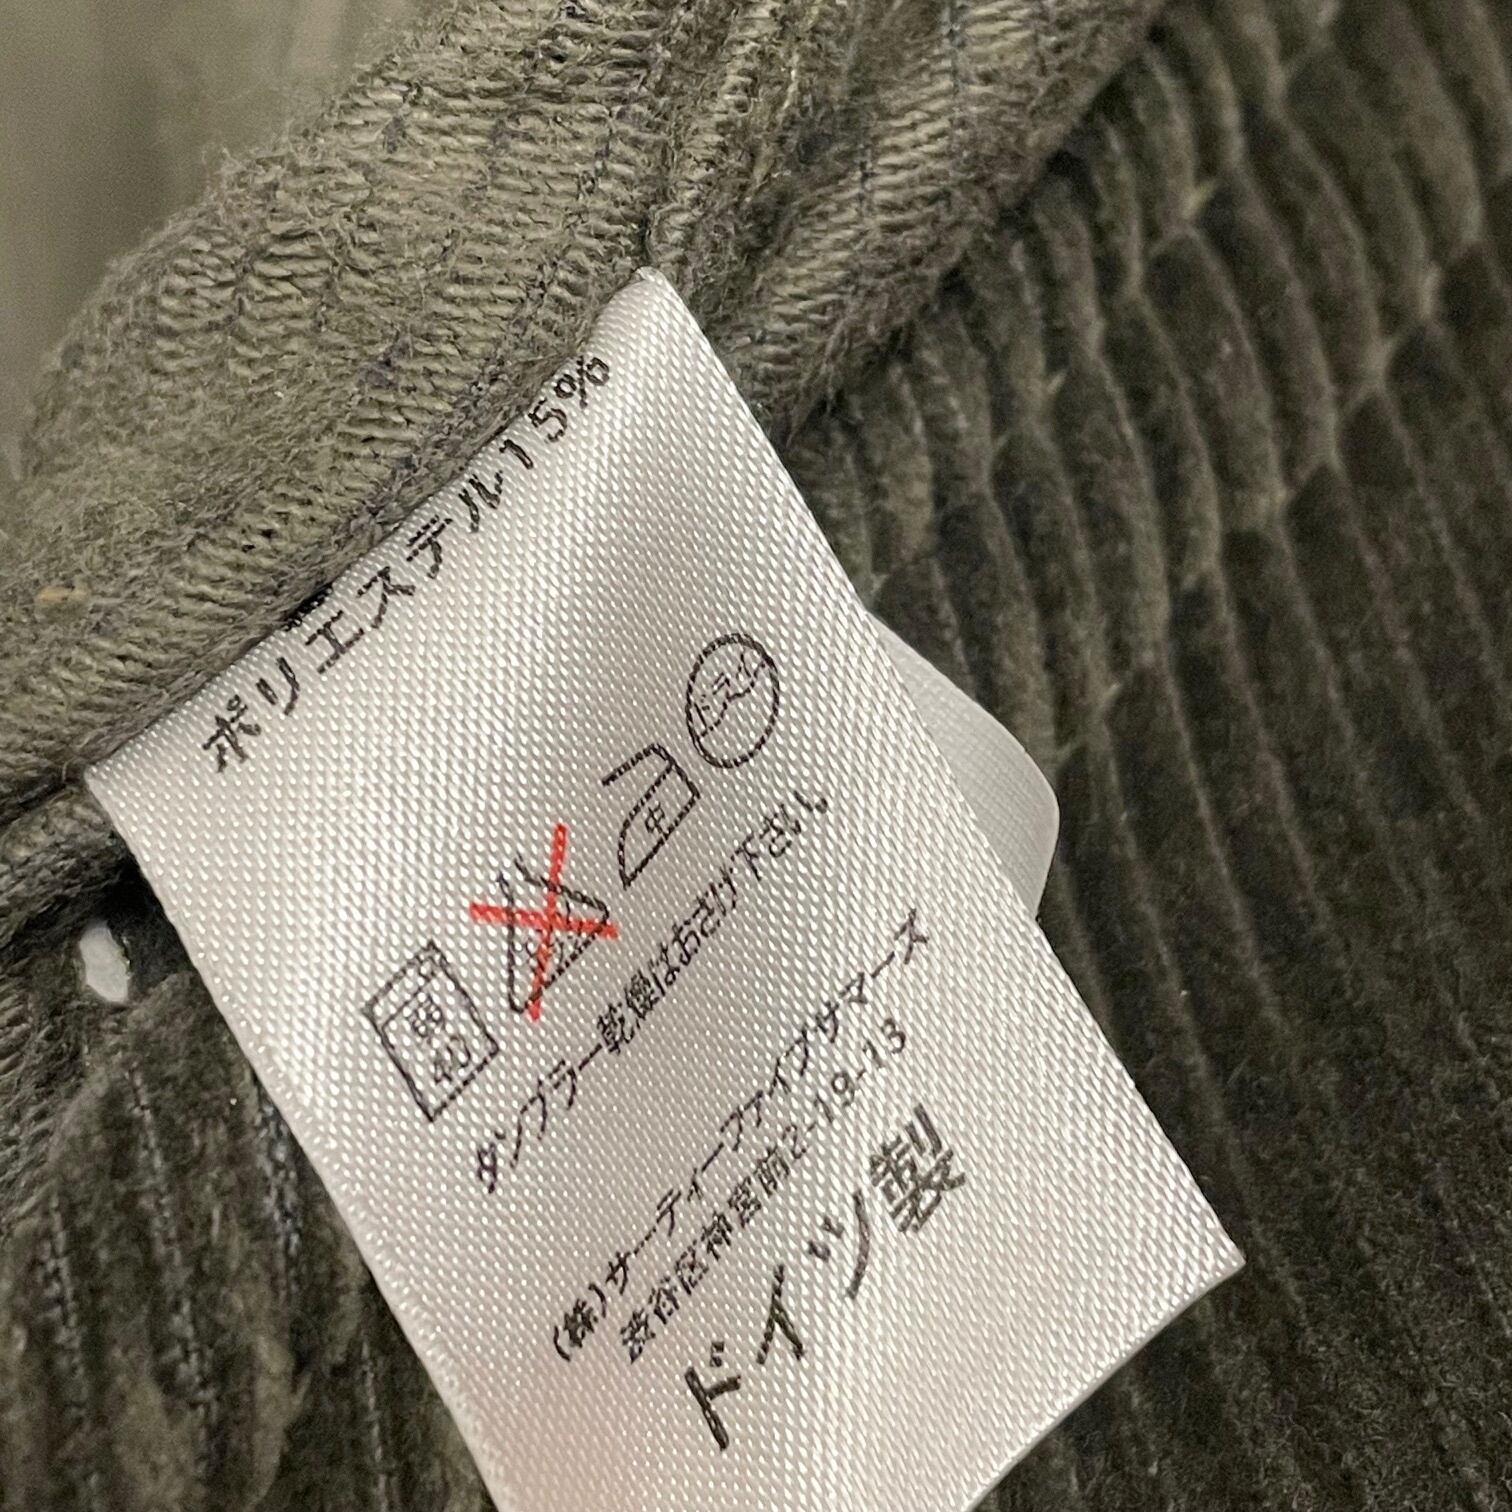 ポリエステル15%
中
ドライ
タンブラー乾燥はお避け下さい
(株)サーティーファイブサマーズ
渋谷区神宮前2-19-13
ドイツ製